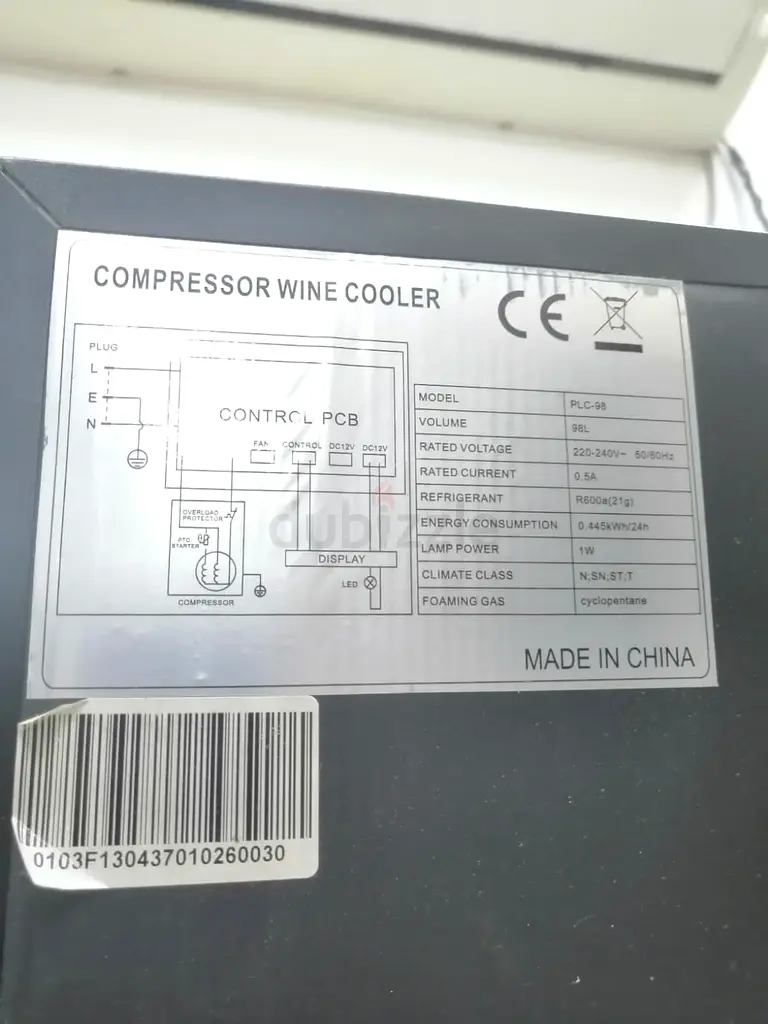 COMPRESSOR WINE COOLER
CE
PLUG
L
E
N
CONTROL PCB
FAN CONTROL DC12V DC12V
OVERLOAD
PROTECTOR
PTC
STARTER
COMPRESSOR
DISPLAY
LED
MODEL PLC-98
VOLUME 98L
RATED VOLTAGE 220-240V~ 50/60Hz
RATED CURRENT 0.5A
REFRIGERANT R600a(21g)
ENERGY CONSUMPTION 0.445kWh/24h
LAMP POWER 1W
CLIMATE CLASS N;SN;ST;T
FOAMING GAS cyclopentane
MADE IN CHINA
dubizzle
0103F130437010260030